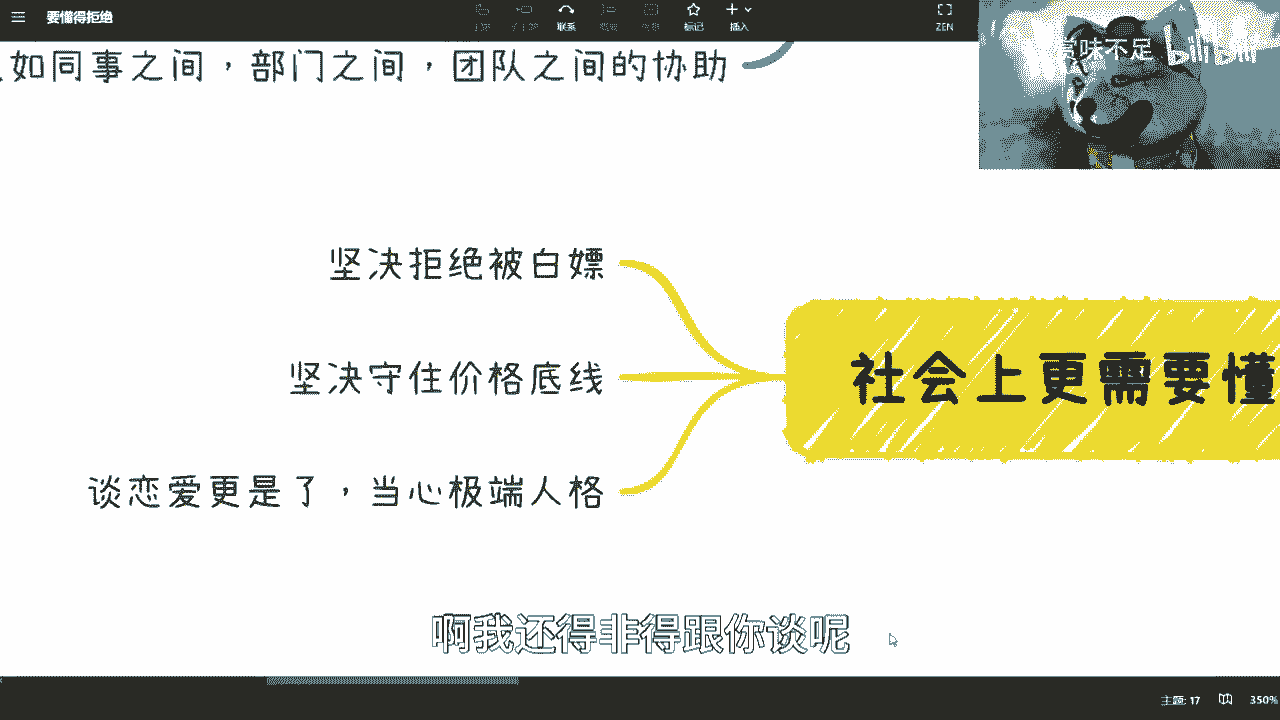 要懂得拒绝
联系
标记
插入
ZEN
赏味不足 bilibili
如同事之间，部门之间，团队之间的协助
坚决拒绝被白嫖
坚决守住价格底线
社会上更需要懂
谈恋爱更是了，当心极端人格
啊我还得非得跟你谈呢
主题: 17
350%